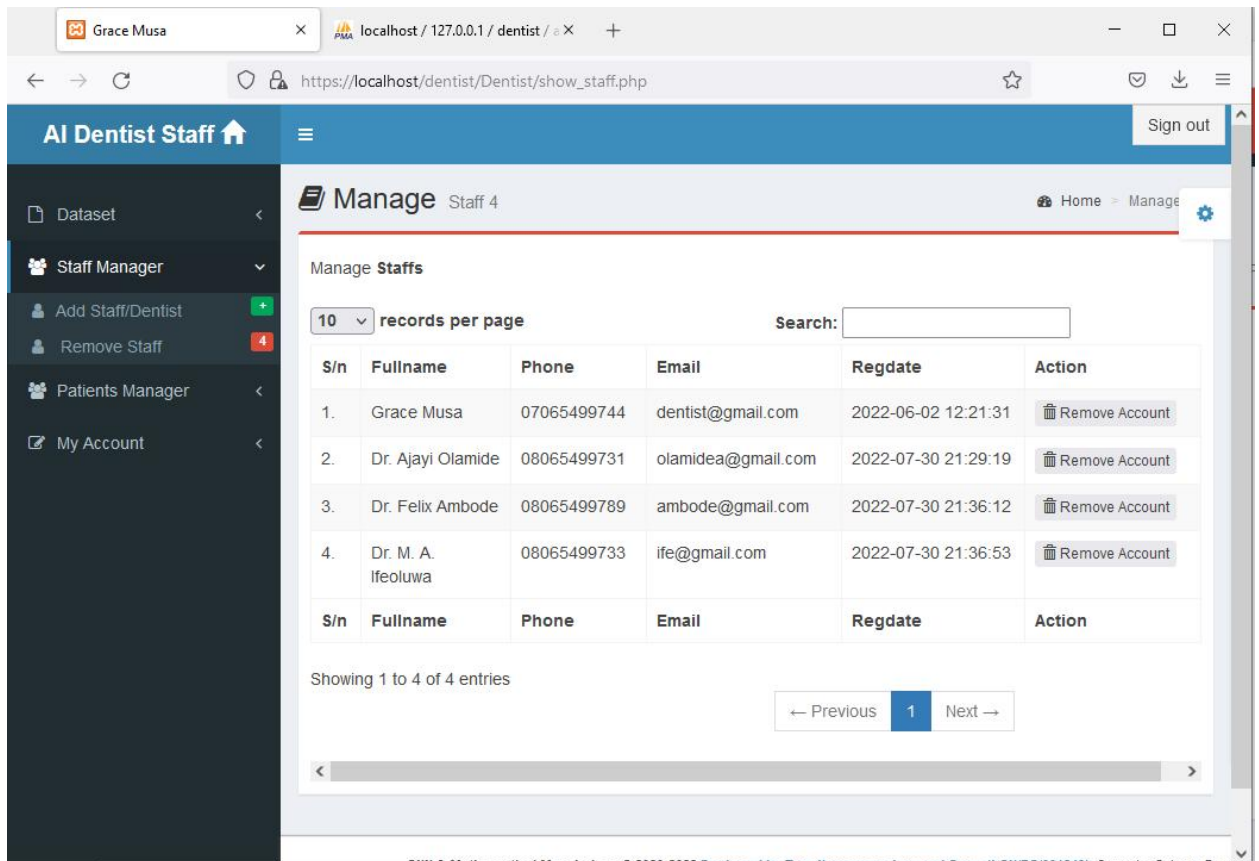 Grace Musa
PMA localhost / 127.0.0.1 / dentist / a
https://localhost/dentist/Dentist/show_staff.php
AI Dentist Staff
Sign out
Dataset
Staff Manager
Add Staff/Dentist +
Remove Staff 4
Patients Manager
My Account
Manage Staff 4
Home > Manage
Manage Staffs
10 records per page
Search:
S/n Fullname Phone Email Regdate Action
1. Grace Musa 07065499744 dentist@gmail.com 2022-06-02 12:21:31 Remove Account
2. Dr. Ajayi Olamide 08065499731 olamidea@gmail.com 2022-07-30 21:29:19 Remove Account
3. Dr. Felix Ambode 08065499789 ambode@gmail.com 2022-07-30 21:36:12 Remove Account
4. Dr. M. A. 08065499733 ife@gmail.com 2022-07-30 21:36:53 Remove Account
Ifeoluwa
S/n Fullname Phone Email Regdate Action
Showing 1 to 4 of 4 entries
← Previous 1 Next →